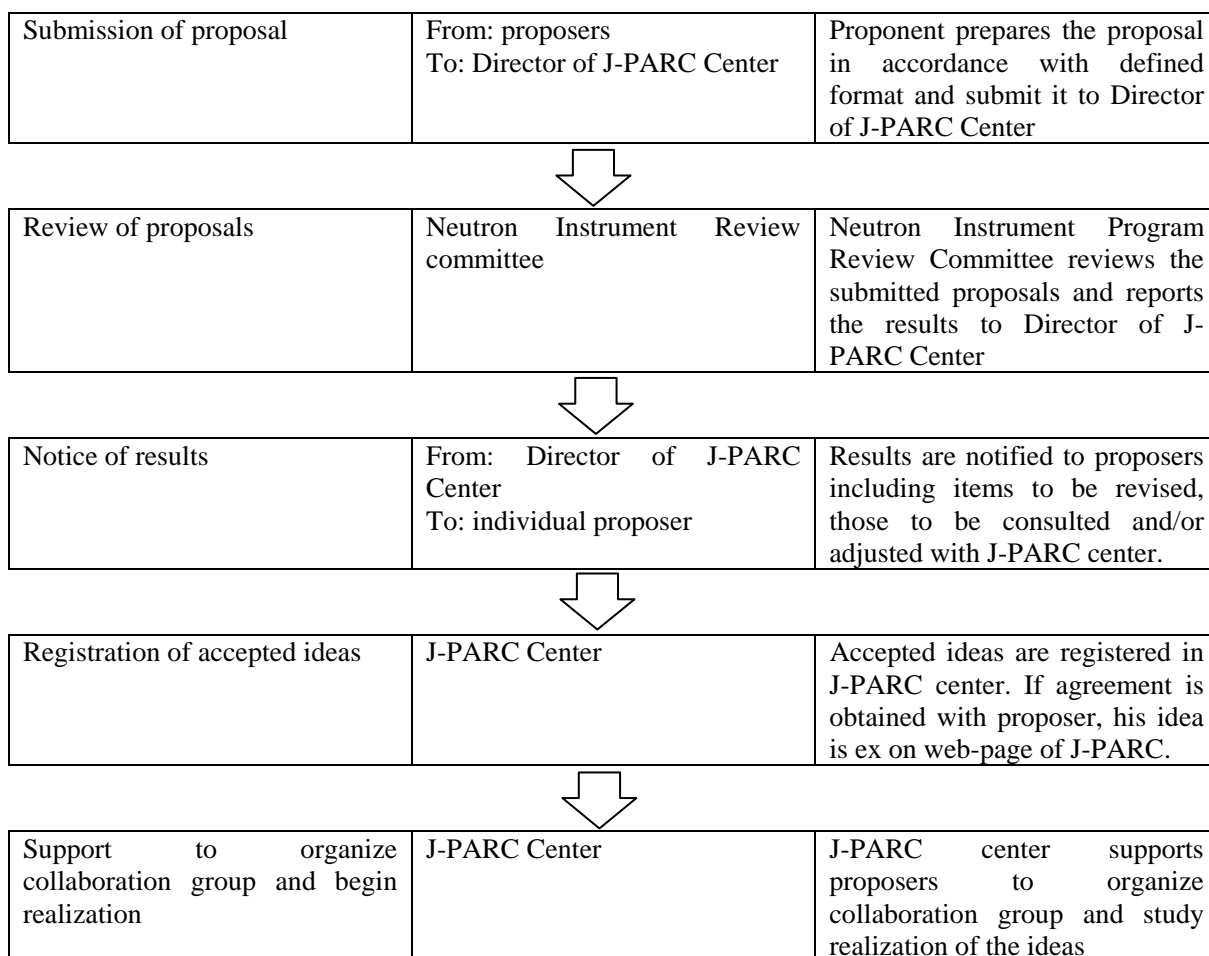 Submission of proposal
From: proposers
To: Director of J-PARC Center
Proponent prepares the proposal
in accordance with defined
format and submit it to Director
of J-PARC Center
Review of proposals
Neutron Instrument Review
committee
Neutron Instrument Program
Review Committee reviews the
submitted proposals and reports
the results to Director of J-
PARC Center
Notice of results
From: Director of J-PARC
Center
To: individual proposer
Results are notified to proposers
including items to be revised,
those to be consulted and/or
adjusted with J-PARC center.
Registration of accepted ideas
J-PARC Center
Accepted ideas are registered in
J-PARC center. If agreement is
obtained with proposer, his idea
is ex on web-page of J-PARC.
Support to organize
collaboration group and begin
realization
J-PARC Center
J-PARC center supports
proposers to organize
collaboration group and study
realization of the ideas